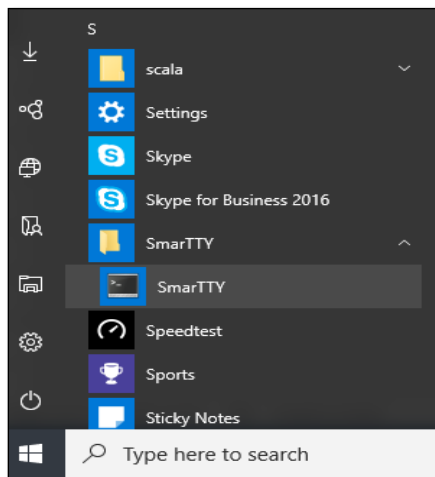 S
scala
Settings
Skype
Skype for Business 2016
SmarTTY
SmarTTY
Speedtest
Sports
Sticky Notes
Type here to search